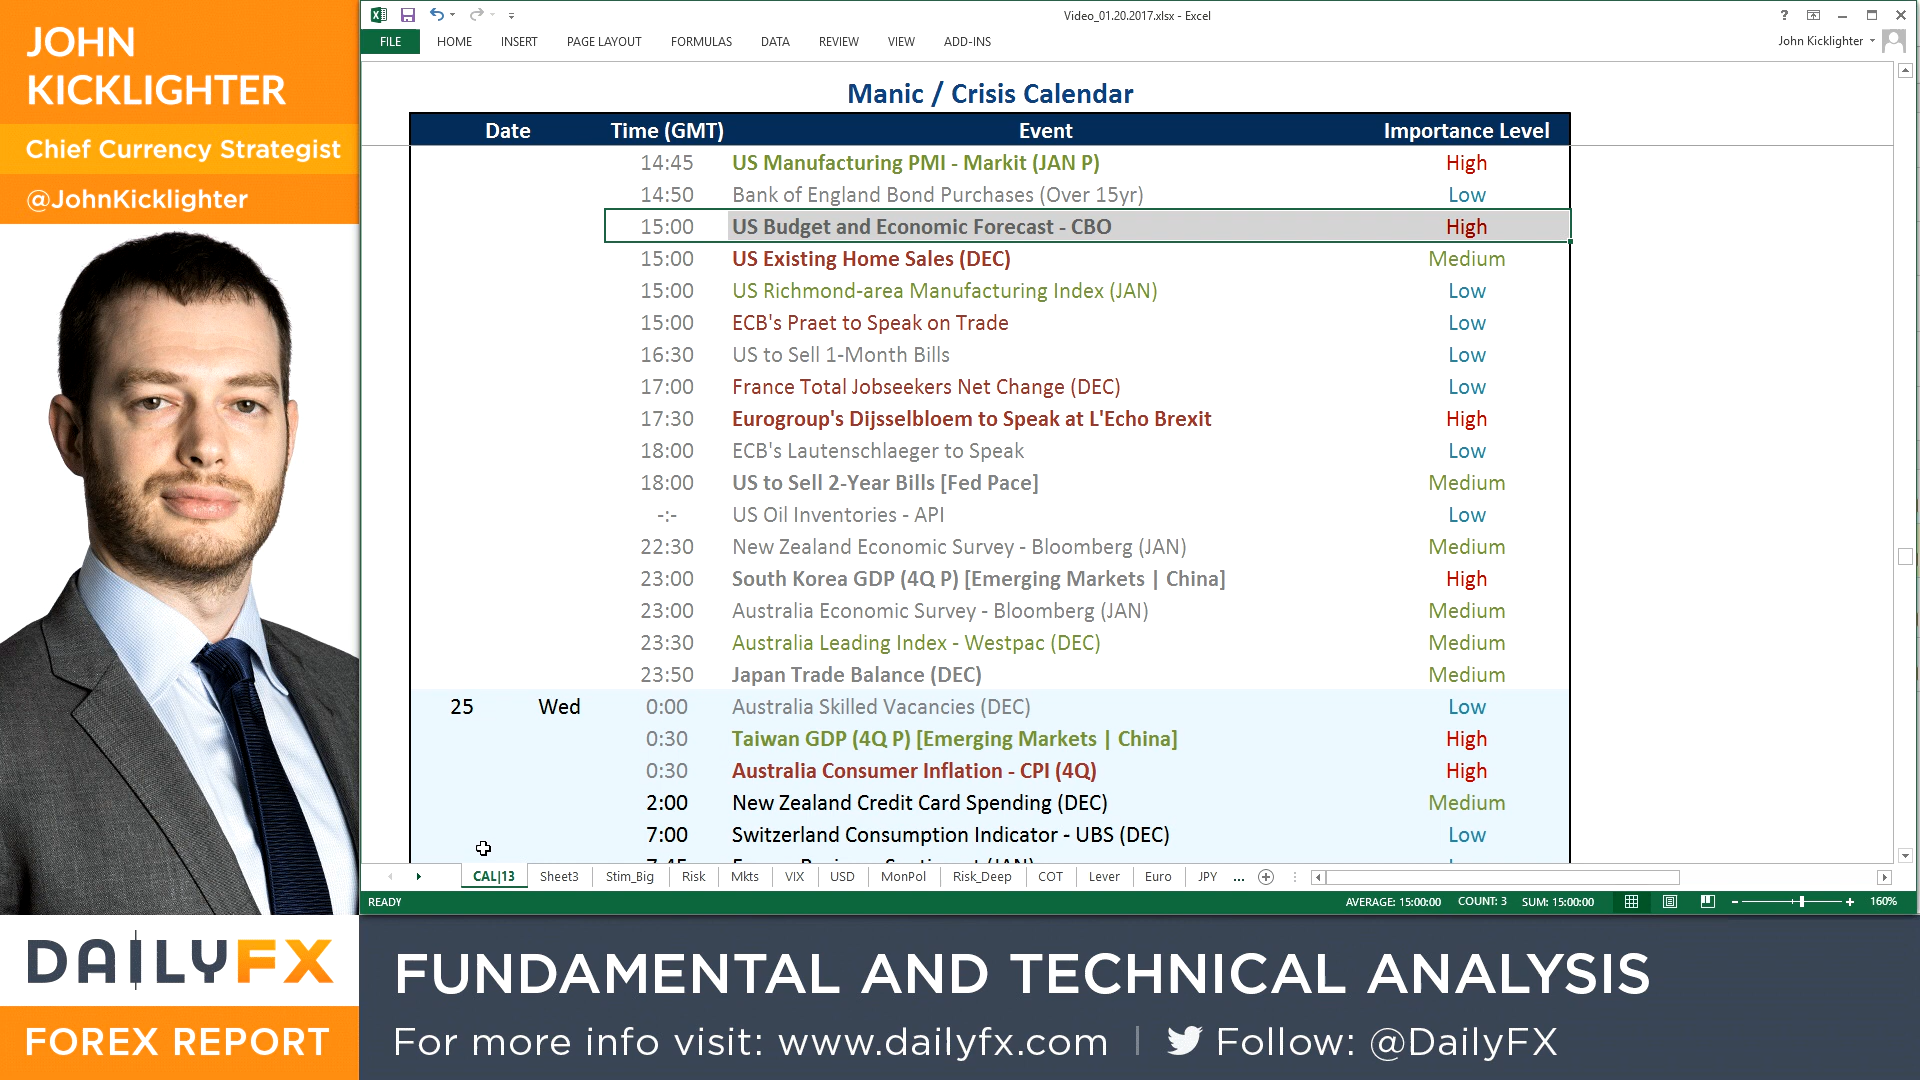 JOHN
KICKLIGHTER
Chief Currency Strategist
@JohnKicklighter
Video_01.20.2017.xlsx - Excel
?
FILE HOME INSERT PAGE LAYOUT FORMULAS DATA REVIEW VIEW ADD-INS
John Kicklighter
Manic / Crisis Calendar
Date Time (GMT) Event Importance Level
14:45 US Manufacturing PMI - Markit (JAN P) High
14:50 Bank of England Bond Purchases (Over 15yr) Low
15:00 US Budget and Economic Forecast - CBO High
15:00 US Existing Home Sales (DEC) Medium
15:00 US Richmond-area Manufacturing Index (JAN) Low
15:00 ECB's Praet to Speak on Trade Low
16:30 US to Sell 1-Month Bills Low
17:00 France Total Jobseekers Net Change (DEC) Low
17:30 Eurogroup's Dijsselbloem to Speak at L'Echo Brexit High
18:00 ECB's Lautenschlaeger to Speak Low
18:00 US to Sell 2-Year Bills [Fed Pace] Medium
-:- US Oil Inventories - API Low
22:30 New Zealand Economic Survey - Bloomberg (JAN) Medium
23:00 South Korea GDP (4Q P) [Emerging Markets | China] High
23:00 Australia Economic Survey - Bloomberg (JAN) Medium
23:30 Australia Leading Index - Westpac (DEC) Medium
23:50 Japan Trade Balance (DEC) Medium
25 Wed 0:00 Australia Skilled Vacancies (DEC) Low
0:30 Taiwan GDP (4Q P) [Emerging Markets | China] High
0:30 Australia Consumer Inflation - CPI (4Q) High
2:00 New Zealand Credit Card Spending (DEC) Medium
7:00 Switzerland Consumption Indicator - UBS (DEC) Low
CAL|13 Sheet3 Stim_Big Risk Mkts VIX USD MonPol Risk_Deep COT Lever Euro JPY ...
READY AVERAGE: 15:00:00 COUNT: 3 SUM: 15:00:00 160%
DAILYFX
FOREX REPORT
FUNDAMENTAL AND TECHNICAL ANALYSIS
For more info visit: www.dailyfx.com | Follow: @DailyFX